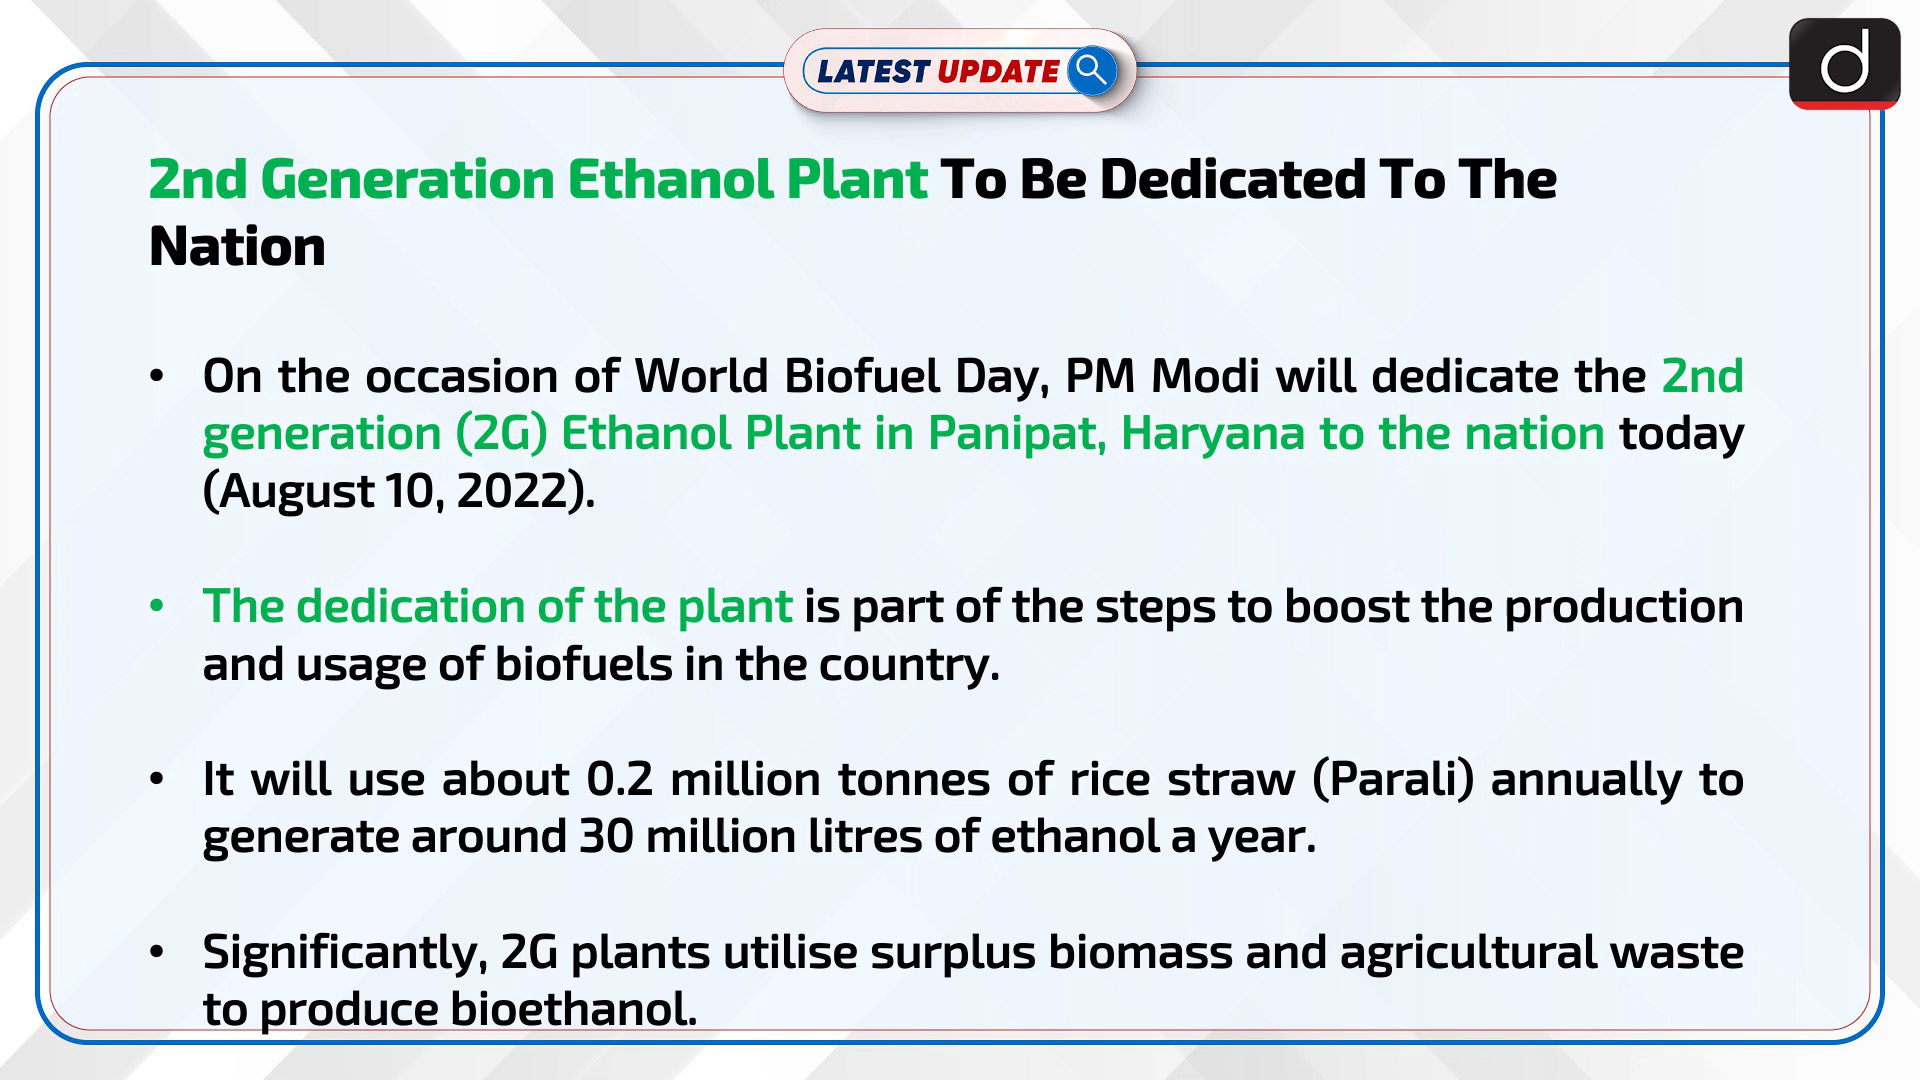 LATEST UPDATE
d
2nd Generation Ethanol Plant To Be Dedicated To The
Nation
• On the occasion of World Biofuel Day, PM Modi will dedicate the 2nd
generation (2G) Ethanol Plant in Panipat, Haryana to the nation today
(August 10, 2022).
• The dedication of the plant is part of the steps to boost the production
and usage of biofuels in the country.
• It will use about 0.2 million tonnes of rice straw (Parali) annually to
generate around 30 million litres of ethanol a year.
• Significantly, 2G plants utilise surplus biomass and agricultural waste
to produce bioethanol.